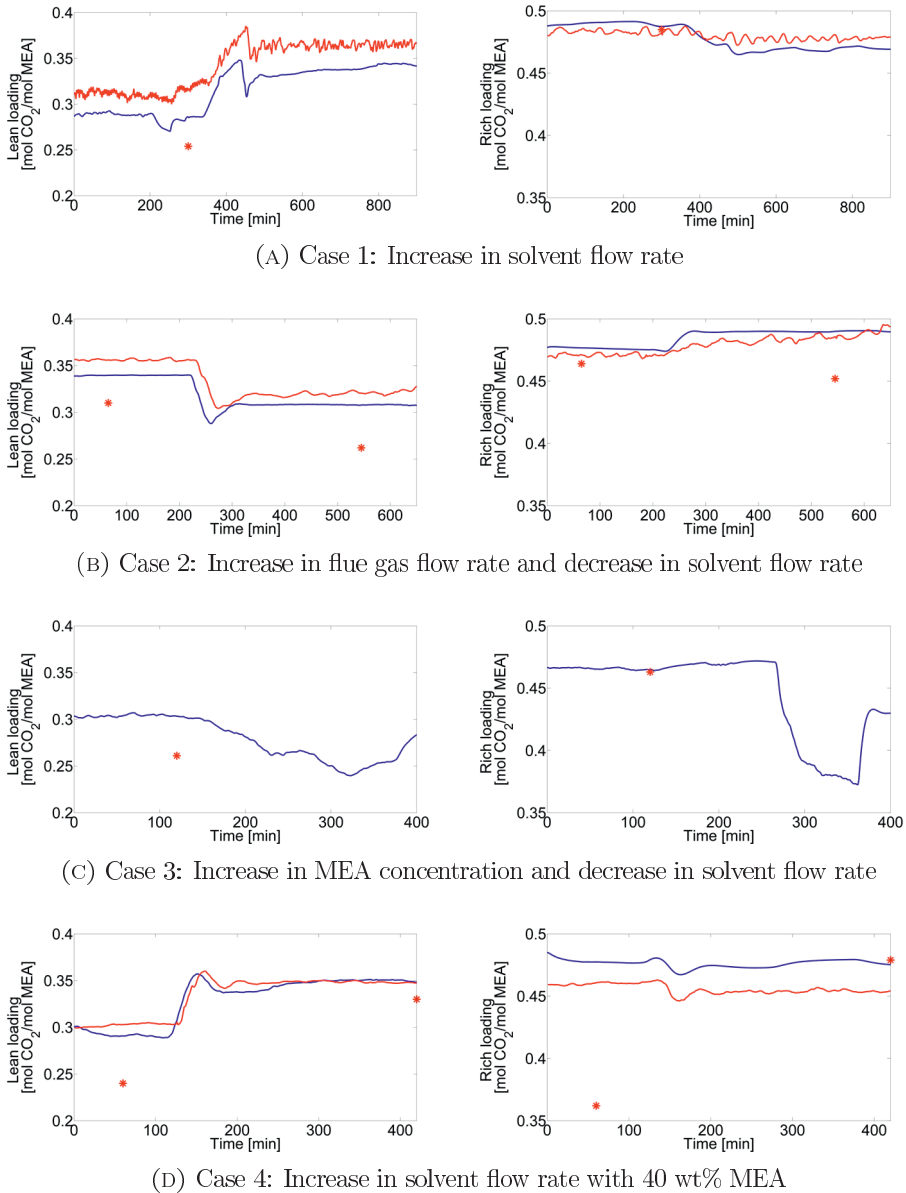 0.4
0.35
0.3
0.25
0.2
Lean loading
[mol CO2/mol MEA]
0 200 400 600 800
Time [min]
0.5
0.45
0.4
0.35
Rich loading
[mol CO2/mol MEA]
0 200 400 600 800
Time [min]
(A) Case 1: Increase in solvent flow rate
0.4
0.35
0.3
0.25
0.2
Lean loading
[mol CO2/mol MEA]
0 100 200 300 400 500 600
Time [min]
0.5
0.45
0.4
0.35
Rich loading
[mol CO2/mol MEA]
0 100 200 300 400 500 600
Time [min]
(B) Case 2: Increase in flue gas flow rate and decrease in solvent flow rate
0.4
0.3
0.25
0.2
Lean loading
[mol CO2/mol MEA]
0 100 200 300 400
Time [min]
0.5
0.45
0.4
0.35
Rich loading
[mol CO2/mol MEA]
0 100 200 300 400
Time [min]
(C) Case 3: Increase in MEA concentration and decrease in solvent flow rate
0.4
0.35
0.3
0.25
0.2
Lean loading
[mol CO2/mol MEA]
0 100 200 300 400
Time [min]
0.5
0.45
0.4
0.35
Rich loading
[mol CO2/mol MEA]
0 100 200 300 400
Time [min]
(D) Case 4: Increase in solvent flow rate with 40 wt% MEA